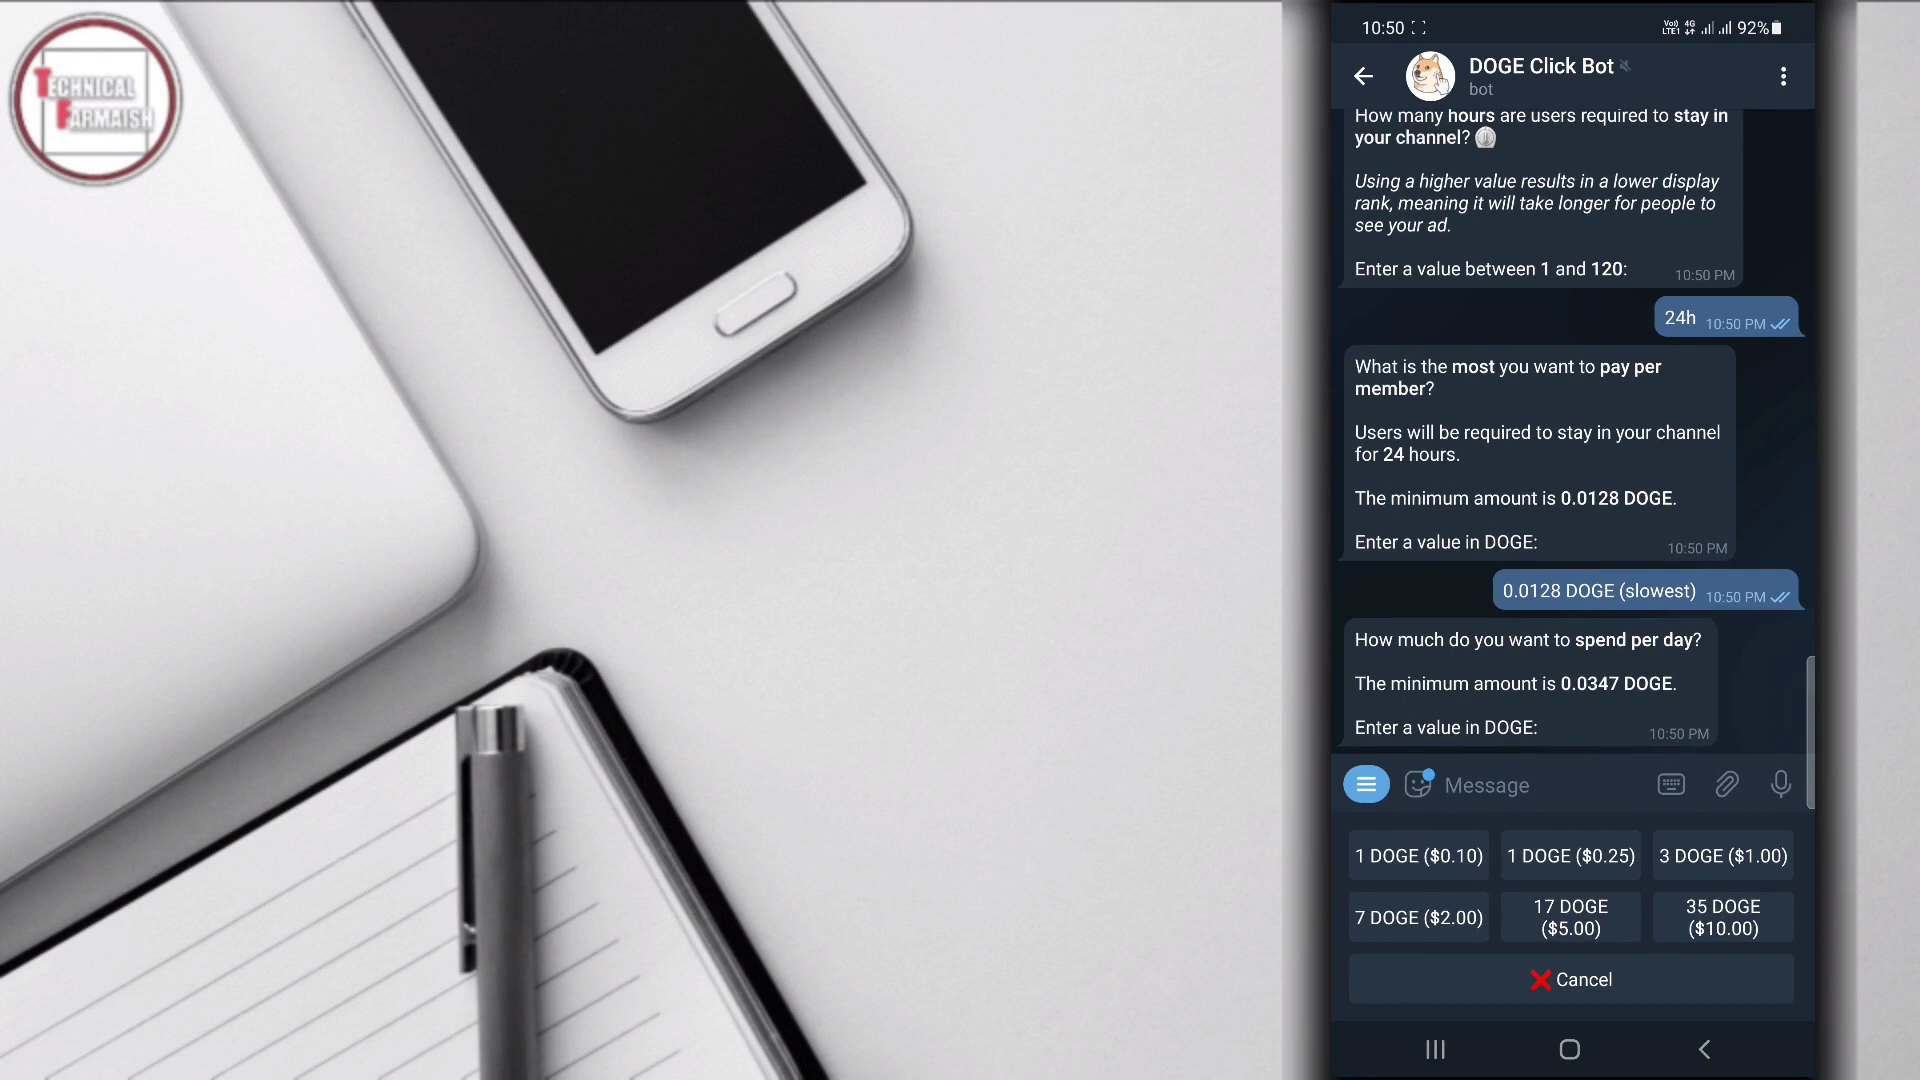 TECHNICAL
FARMAISH
10:50
Vo) 4G
LTE1
92%
DOGE Click Bot
bot
How many hours are users required to stay in
your channel?
Using a higher value results in a lower display
rank, meaning it will take longer for people to
see your ad.
Enter a value between 1 and 120:
10:50 PM
24h 10:50 PM
What is the most you want to pay per
member?
Users will be required to stay in your channel
for 24 hours.
The minimum amount is 0.0128 DOGE.
Enter a value in DOGE:
10:50 PM
0.0128 DOGE (slowest) 10:50 PM
How much do you want to spend per day?
The minimum amount is 0.0347 DOGE.
Enter a value in DOGE:
10:50 PM
Message
1 DOGE ($0.10) 1 DOGE ($0.25) 3 DOGE ($1.00)
7 DOGE ($2.00)
17 DOGE
($5.00)
35 DOGE
($10.00)
Cancel